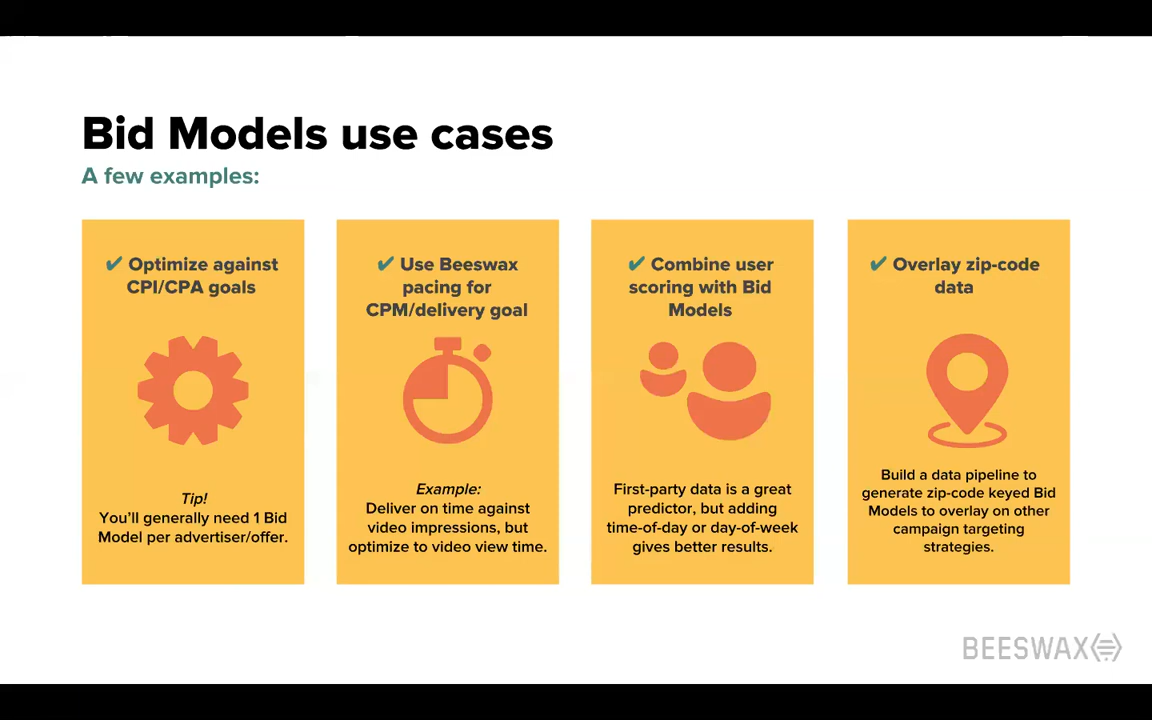 Bid Models use cases
A few examples:
✔ Optimize against
CPI/CPA goals
Tip!
You'll generally need 1 Bid
Model per advertiser/offer.
✔ Use Beeswax
pacing for
CPM/delivery goal
Example:
Deliver on time against
video impressions, but
optimize to video view time.
✔ Combine user
scoring with Bid
Models
First-party data is a great
predictor, but adding
time-of-day or day-of-week
gives better results.
✔ Overlay zip-code
data
Build a data pipeline to
generate zip-code keyed Bid
Models to overlay on other
campaign targeting
strategies.
BEESWAX